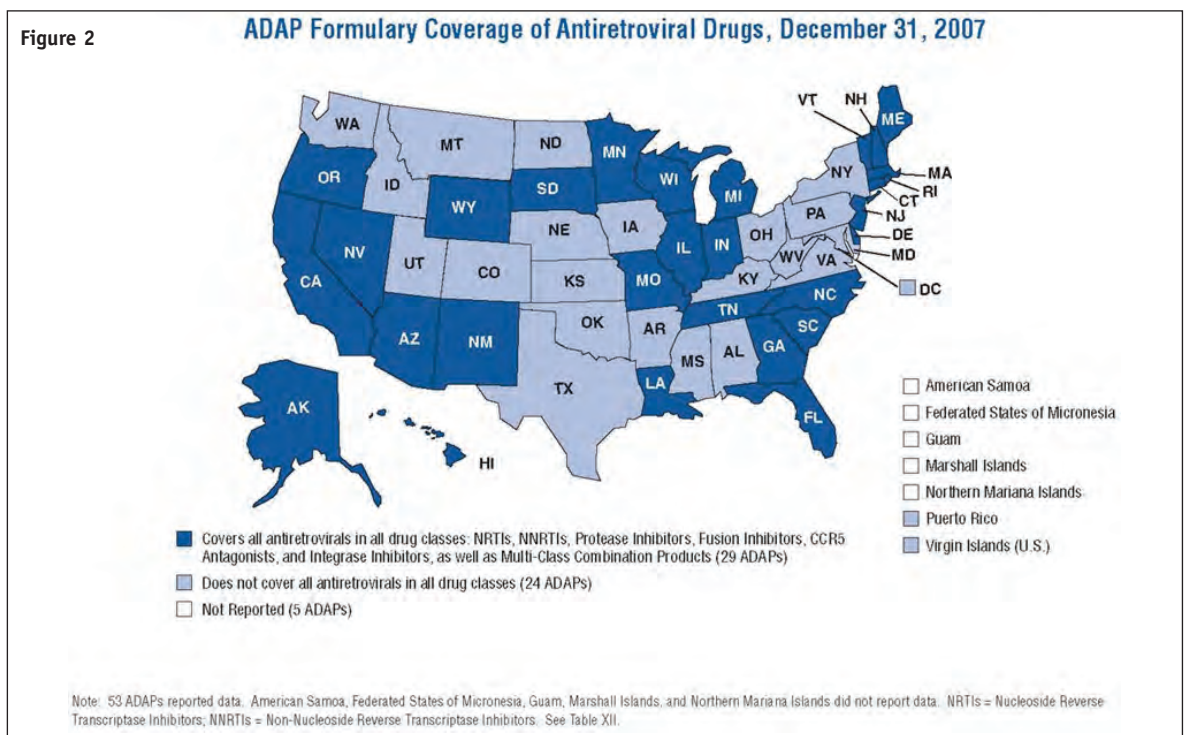 Figure 2
ADAP Formulary Coverage of Antiretroviral Drugs, December 31, 2007
VT
NH
ME
WA
MT
ND
MN
OR
ID
WY
SD
WI
MI
NY
MA
RI
CT
NJ
DE
MD
DC
PA
NE
IA
IL
IN
OH
WV
VA
NV
UT
CO
KS
MO
KY
CA
AZ
NM
OK
AR
TN
NC
SC
TX
LA
MS
AL
GA
FL
AK
HI
American Samoa
Federated States of Micronesia
Guam
Marshall Islands
Northern Mariana Islands
Puerto Rico
Virgin Islands (U.S.)
Covers all antiretrovirals in all drug classes: NRTIs, NNRTIs, Protease Inhibitors, Fusion Inhibitors, CCR5
Antagonists, and Integrase Inhibitors, as well as Multi-Class Combination Products (29 ADAPs)
Does not cover all antiretrovirals in all drug classes (24 ADAPs)
Not Reported (5 ADAPs)
Note: 53 ADAPs reported data. American Samoa, Federated States of Micronesia, Guam, Marshall Islands, and Northern Mariana Islands did not report data. NRTIs = Nucleoside Reverse
Transcriptase Inhibitors; NNRTIs = Non-Nucleoside Reverse Transcriptase Inhibitors. See Table XII.